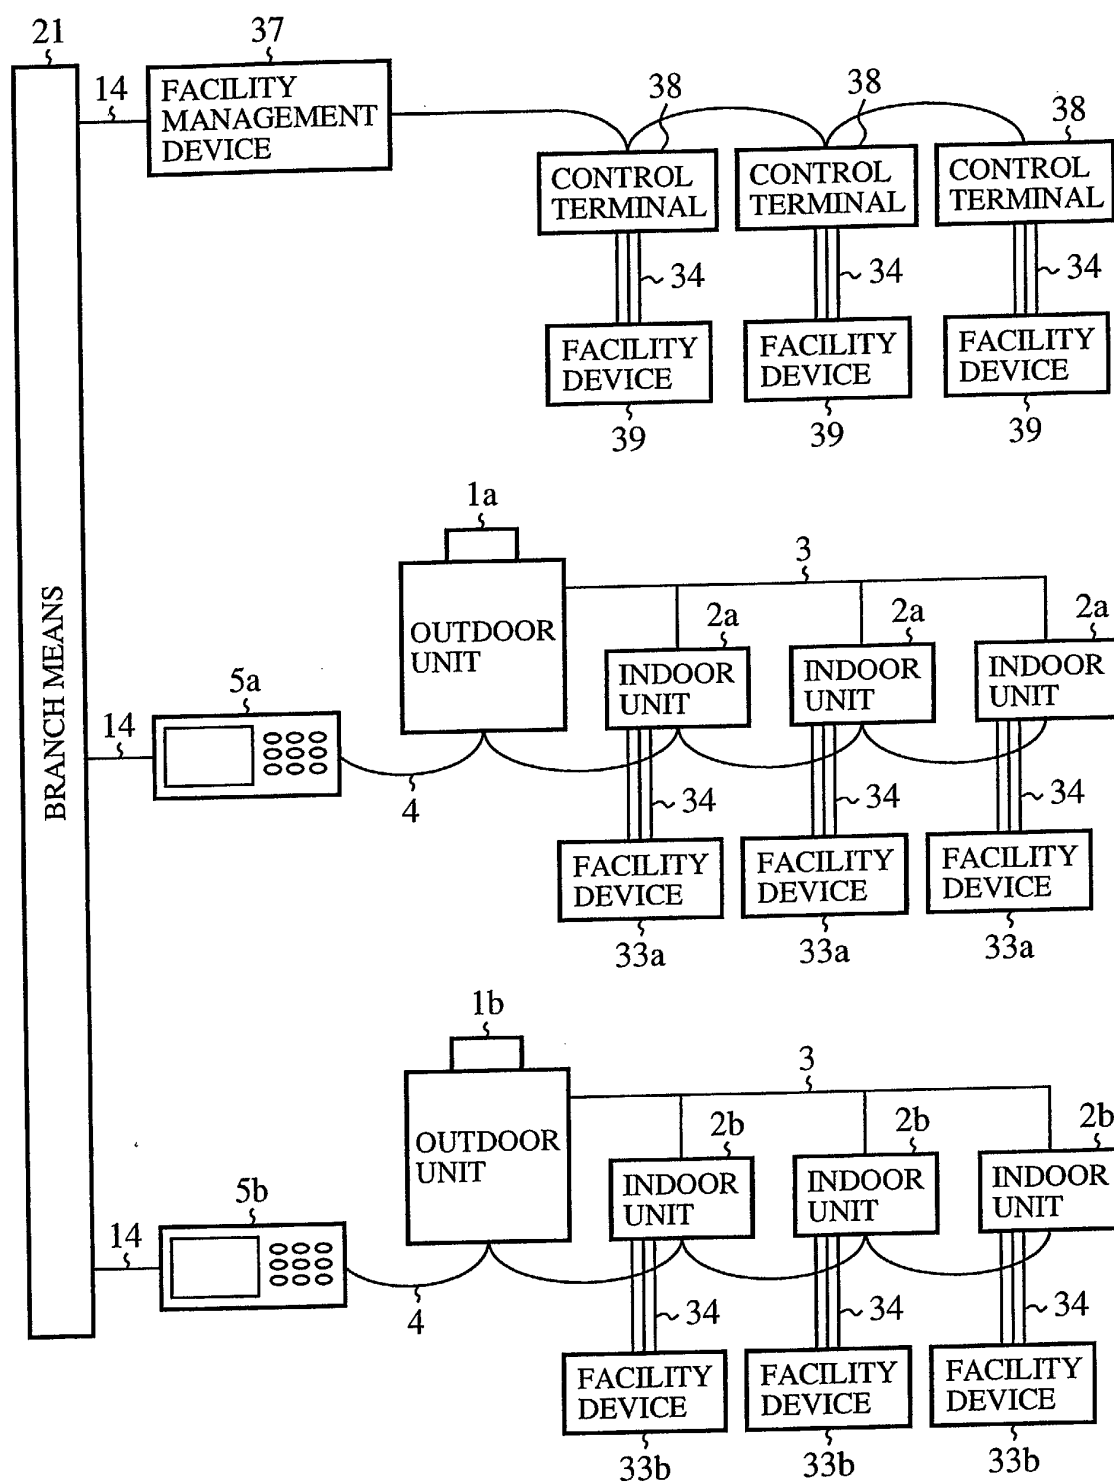 21
37
14
FACILITY
MANAGEMENT
DEVICE
38
38
38
CONTROL
TERMINAL
CONTROL
TERMINAL
CONTROL
TERMINAL
34
34
34
FACILITY
DEVICE
FACILITY
DEVICE
FACILITY
DEVICE
39
39
39
BRANCH MEANS
1a
3
OUTDOOR
UNIT
2a
2a
2a
INDOOR
UNIT
INDOOR
UNIT
INDOOR
UNIT
5a
14
4
34
34
34
FACILITY
DEVICE
FACILITY
DEVICE
FACILITY
DEVICE
33a
33a
33a
1b
3
OUTDOOR
UNIT
2b
2b
2b
INDOOR
UNIT
INDOOR
UNIT
INDOOR
UNIT
5b
14
4
34
34
34
FACILITY
DEVICE
FACILITY
DEVICE
FACILITY
DEVICE
33b
33b
33b